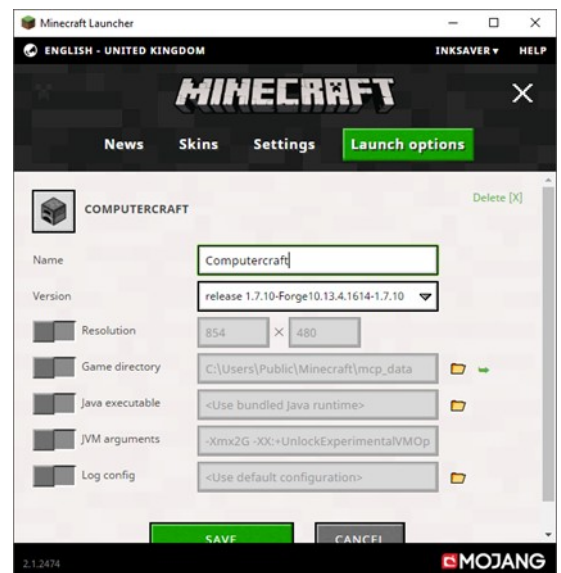 Minecraft Launcher
ENGLISH - UNITED KINGDOM INKSAVER HELP
MINECRAFT
News Skins Settings Launch options
COMPUTERCRAFT Delete [X]
Name Computercraft
Version release 1.7.10-Forge10.13.4.1614-1.7.10
Resolution 854 × 480
Game directory C:\Users\Public\Minecraft\mcp_data
Java executable <Use bundled Java runtime>
JVM arguments -Xmx2G -XX:+UnlockExperimentalVMOp
Log config <Use default configuration>
SAVE CANCEL
2.1.2474 MOJANG